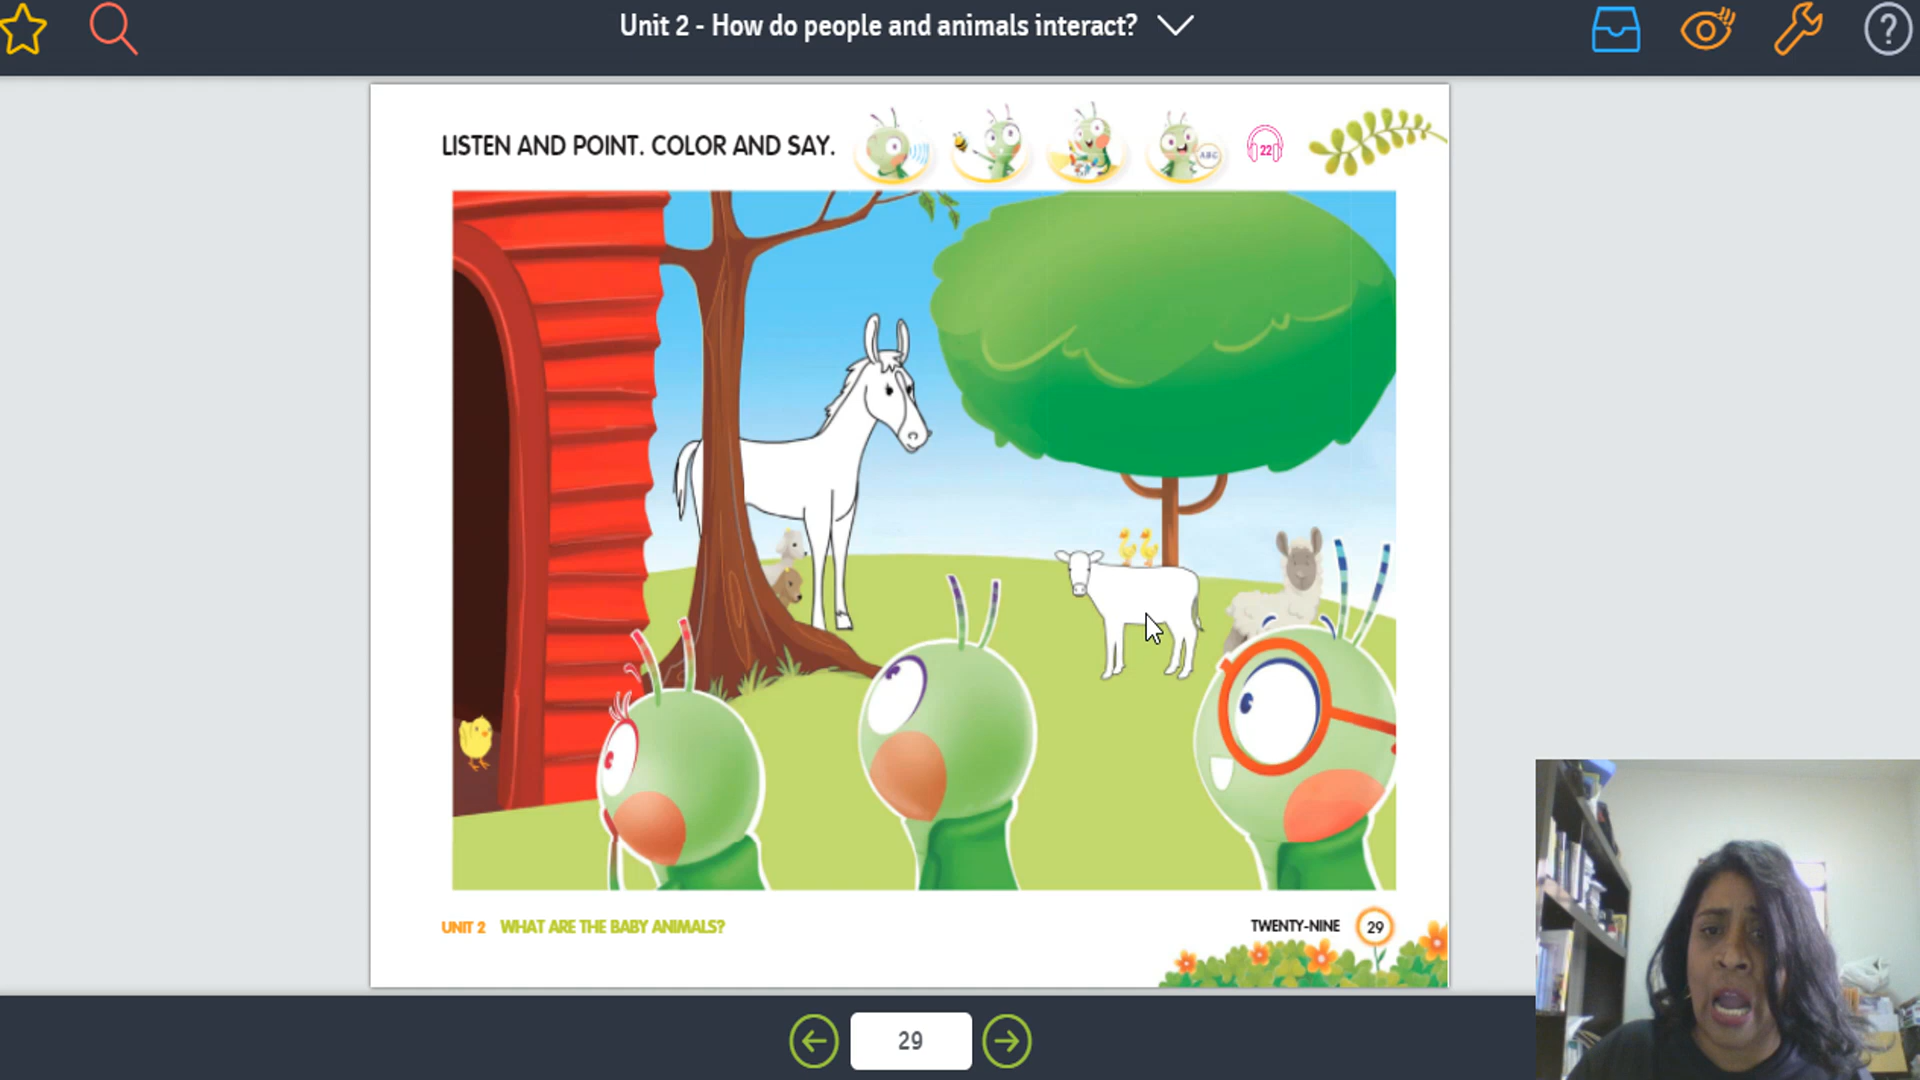 Unit 2 - How do people and animals interact?
?
LISTEN AND POINT. COLOR AND SAY.
ABC
22
UNIT 2 WHAT ARE THE BABY ANIMALS?
TWENTY-NINE 29
29